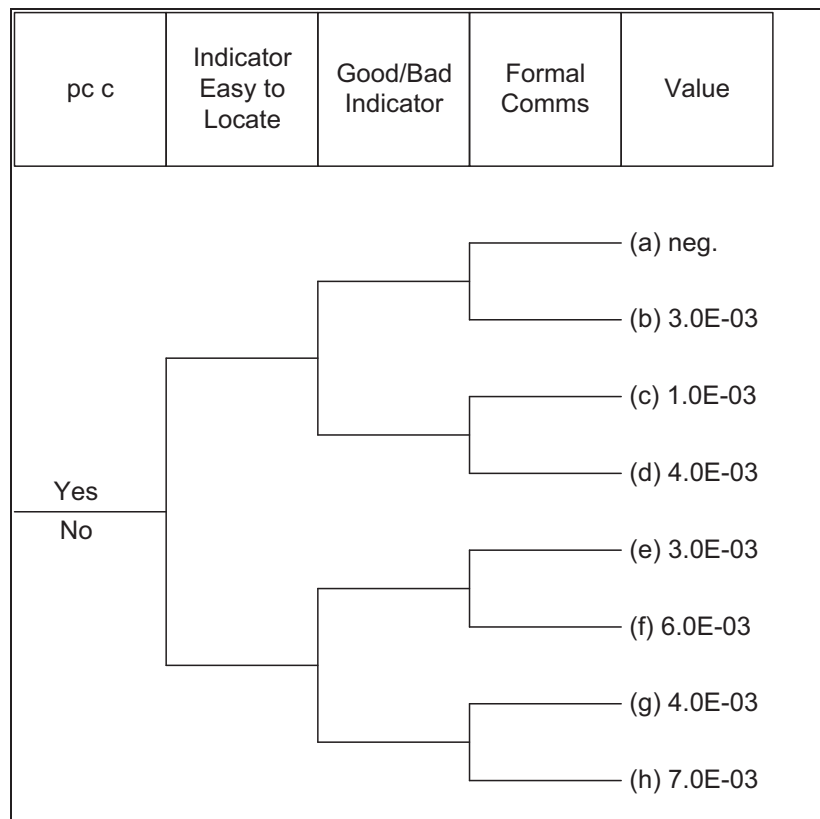 pc c
Indicator
Easy to
Locate
Good/Bad
Indicator
Formal
Comms
Value
(a) neg.
(b) 3.0E-03
(c) 1.0E-03
(d) 4.0E-03
Yes
No
(e) 3.0E-03
(f) 6.0E-03
(g) 4.0E-03
(h) 7.0E-03